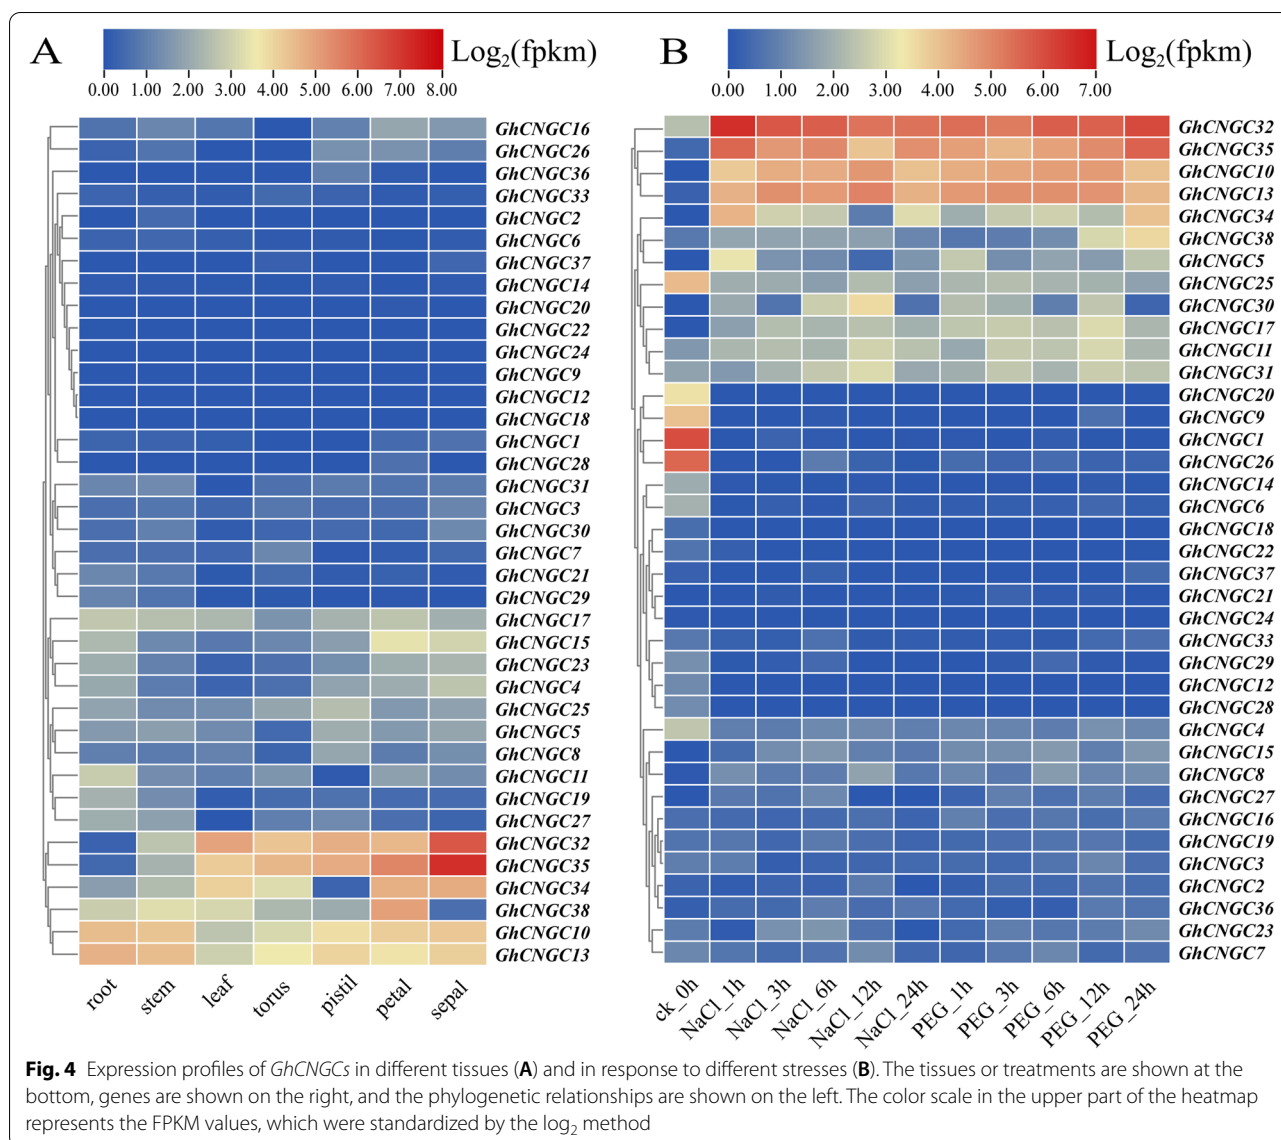 A
Log2(fpkm)
0.00 1.00 2.00 3.00 4.00 5.00 6.00 7.00 8.00
GhCNGC16
GhCNGC26
GhCNGC36
GhCNGC33
GhCNGC2
GhCNGC6
GhCNGC37
GhCNGC14
GhCNGC20
GhCNGC22
GhCNGC24
GhCNGC9
GhCNGC12
GhCNGC18
GhCNGC1
GhCNGC28
GhCNGC31
GhCNGC3
GhCNGC30
GhCNGC7
GhCNGC21
GhCNGC29
GhCNGC17
GhCNGC15
GhCNGC23
GhCNGC4
GhCNGC25
GhCNGC5
GhCNGC8
GhCNGC11
GhCNGC19
GhCNGC27
GhCNGC32
GhCNGC35
GhCNGC34
GhCNGC38
GhCNGC10
GhCNGC13
root stem leaf torus pistil petal sepal
B
Log2(fpkm)
0.00 1.00 2.00 3.00 4.00 5.00 6.00 7.00
GhCNGC32
GhCNGC35
GhCNGC10
GhCNGC13
GhCNGC34
GhCNGC38
GhCNGC5
GhCNGC25
GhCNGC30
GhCNGC17
GhCNGC11
GhCNGC31
GhCNGC20
GhCNGC9
GhCNGC1
GhCNGC26
GhCNGC14
GhCNGC6
GhCNGC18
GhCNGC22
GhCNGC37
GhCNGC21
GhCNGC24
GhCNGC33
GhCNGC29
GhCNGC12
GhCNGC28
GhCNGC4
GhCNGC15
GhCNGC8
GhCNGC27
GhCNGC16
GhCNGC19
GhCNGC3
GhCNGC2
GhCNGC36
GhCNGC23
GhCNGC7
ck_0h NaCl_1h NaCl_3h NaCl_6h NaCl_12h NaCl_24h PEG_1h PEG_3h PEG_6h PEG_12h PEG_24h
Fig. 4 Expression profiles of GhCNGCs in different tissues (A) and in response to different stresses (B). The tissues or treatments are shown at the
bottom, genes are shown on the right, and the phylogenetic relationships are shown on the left. The color scale in the upper part of the heatmap
represents the FPKM values, which were standardized by the log2 method